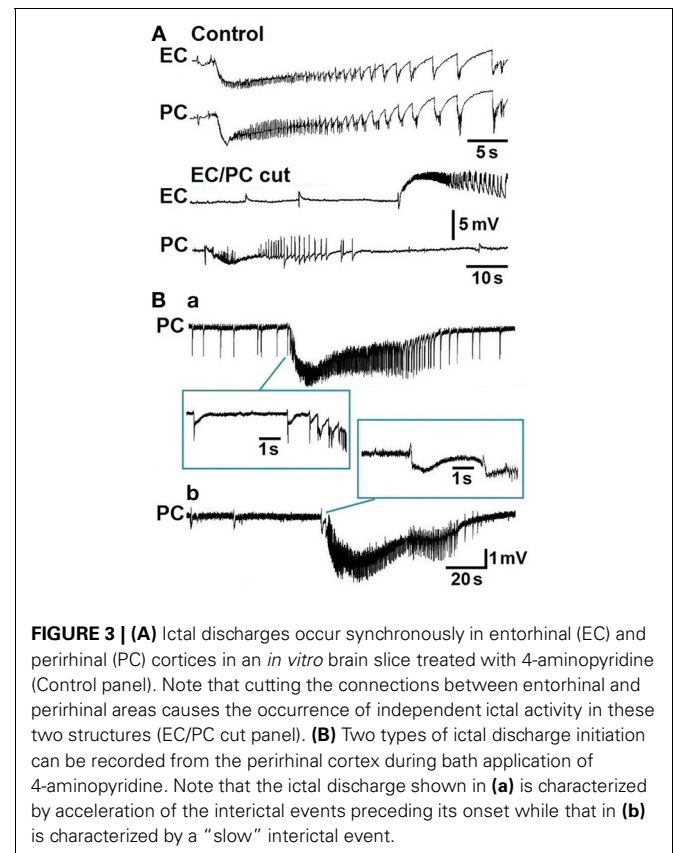 A Control
EC
PC
5 s
EC/PC cut
EC
5 mV
PC
10 s
B a
PC
1s
1s
b
PC
1 mV
20 s
FIGURE 3 | (A) Ictal discharges occur synchronously in entorhinal (EC) and
perirhinal (PC) cortices in an in vitro brain slice treated with 4-aminopyridine
(Control panel). Note that cutting the connections between entorhinal and
perirhinal areas causes the occurrence of independent ictal activity in these
two structures (EC/PC cut panel). (B) Two types of ictal discharge initiation
can be recorded from the perirhinal cortex during bath application of
4-aminopyridine. Note that the ictal discharge shown in (a) is characterized
by acceleration of the interictal events preceding its onset while that in (b)
is characterized by a “slow” interictal event.